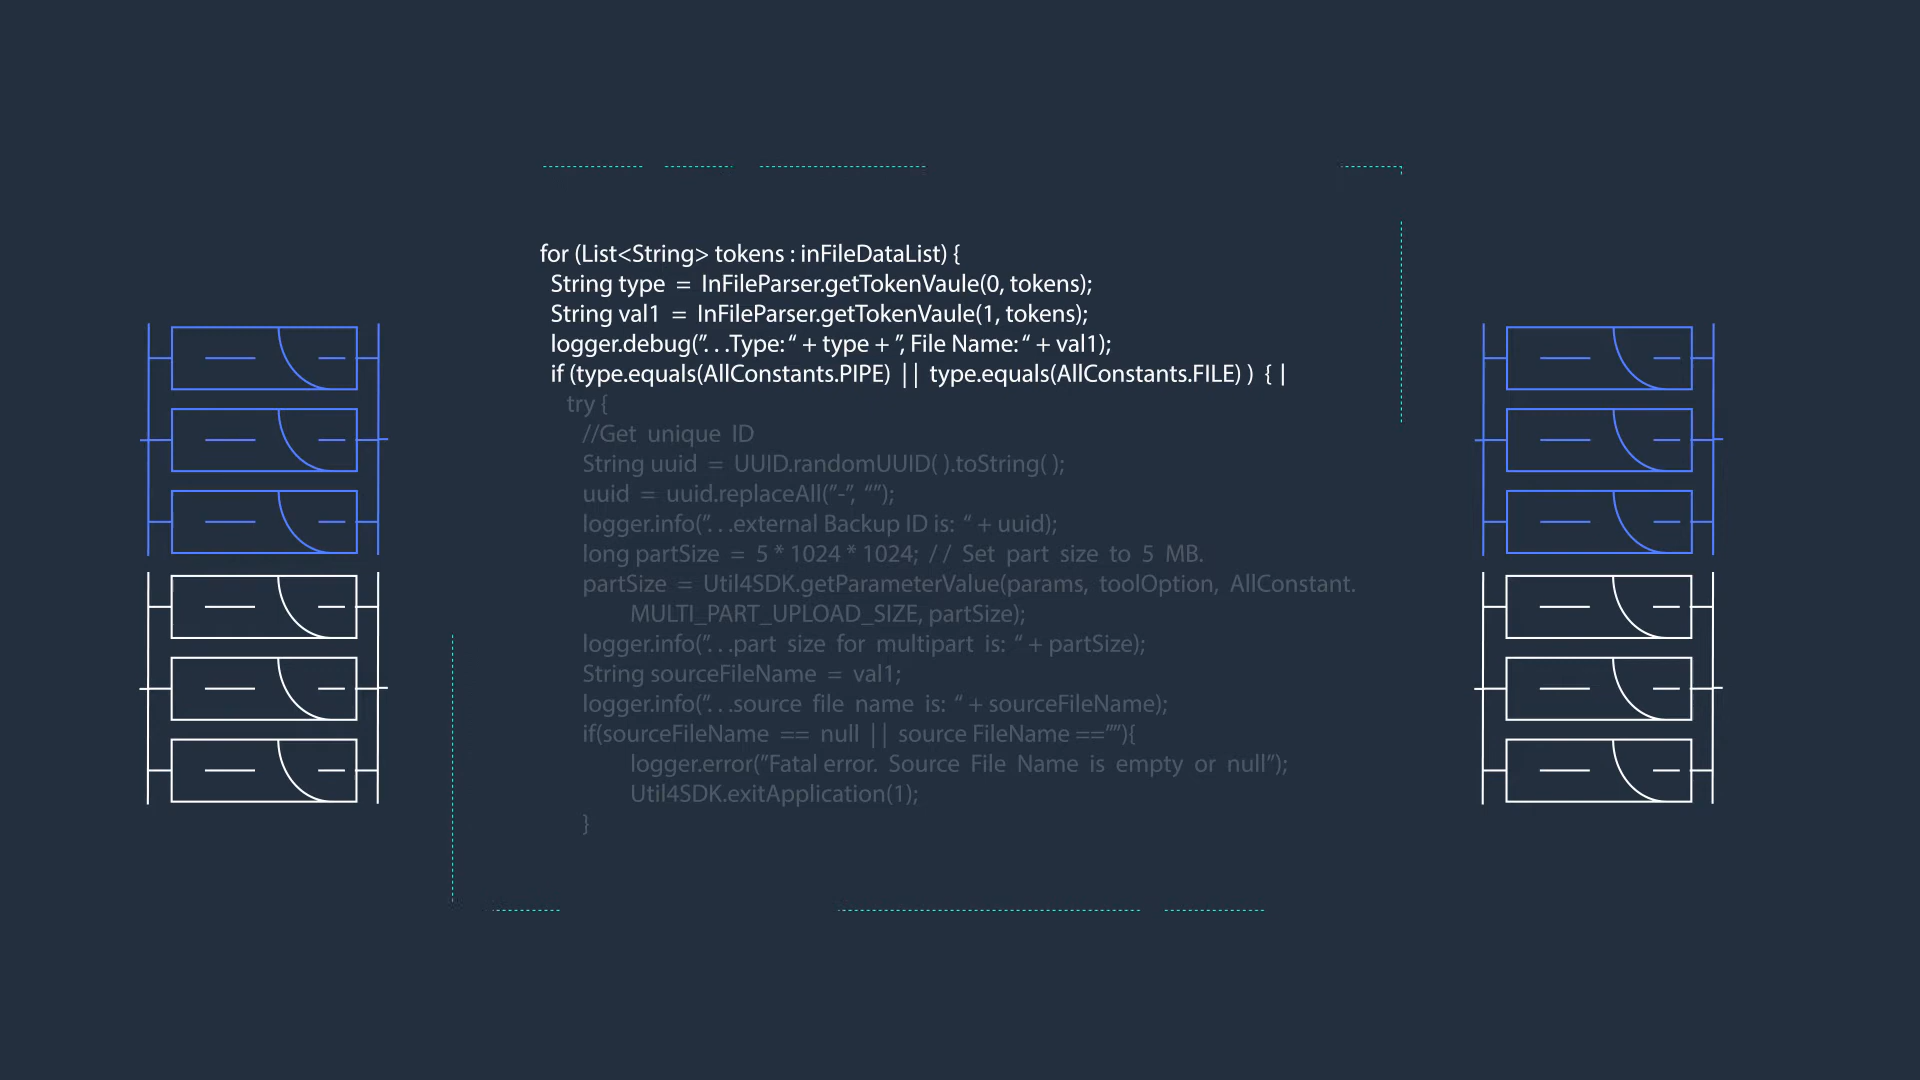 for (List<String> tokens : inFileDataList) {
String type = InFileParser.getTokenVaule(0, tokens);
String val1 = InFileParser.getTokenVaule(1, tokens);
logger.debug(”. . .Type: “ + type + ”, File Name: “ + val1);
if (type.equals(AllConstants.PIPE) || type.equals(AllConstants.FILE) ) { |
try {
//Get unique ID
String uuid = UUID.randomUUID( ).toString( );
uuid = uuid.replaceAll(”-”, “”);
logger.info(”. . .external Backup ID is: “ + uuid);
long partSize = 5 * 1024 * 1024; / / Set part size to 5 MB.
partSize = Util4SDK.getParameterValue(params, toolOption, AllConstant.
MULTI_PART_UPLOAD_SIZE, partSize);
logger.info(”. . .part size for multipart is: “ + partSize);
String sourceFileName = val1;
logger.info(”. . .source file name is: “ + sourceFileName);
if(sourceFileName == null || source FileName ==””){
logger.error(”Fatal error. Source File Name is empty or null”);
Util4SDK.exitApplication(1);
}